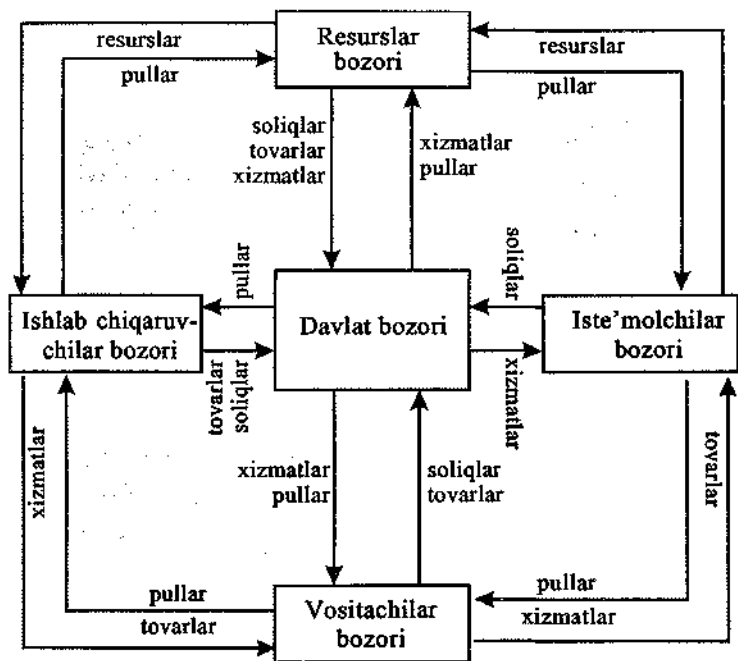 resurslar
pullar
Resurslar
bozori
resurslar
pullar
soliqlar
tovarlar
xizmatlar
xizmatlar
pullar
pullar
soliqlar
Ishlab chiqaruv-
chilar bozori
Davlat bozori
Iste’molchilar
bozori
tovarlar
soliqlar
xizmatlar
xizmatlar
xizmatlar
pullar
soliqlar
tovarlar
tovarlar
pullar
tovarlar
Vositachilar
bozori
pullar
xizmatlar